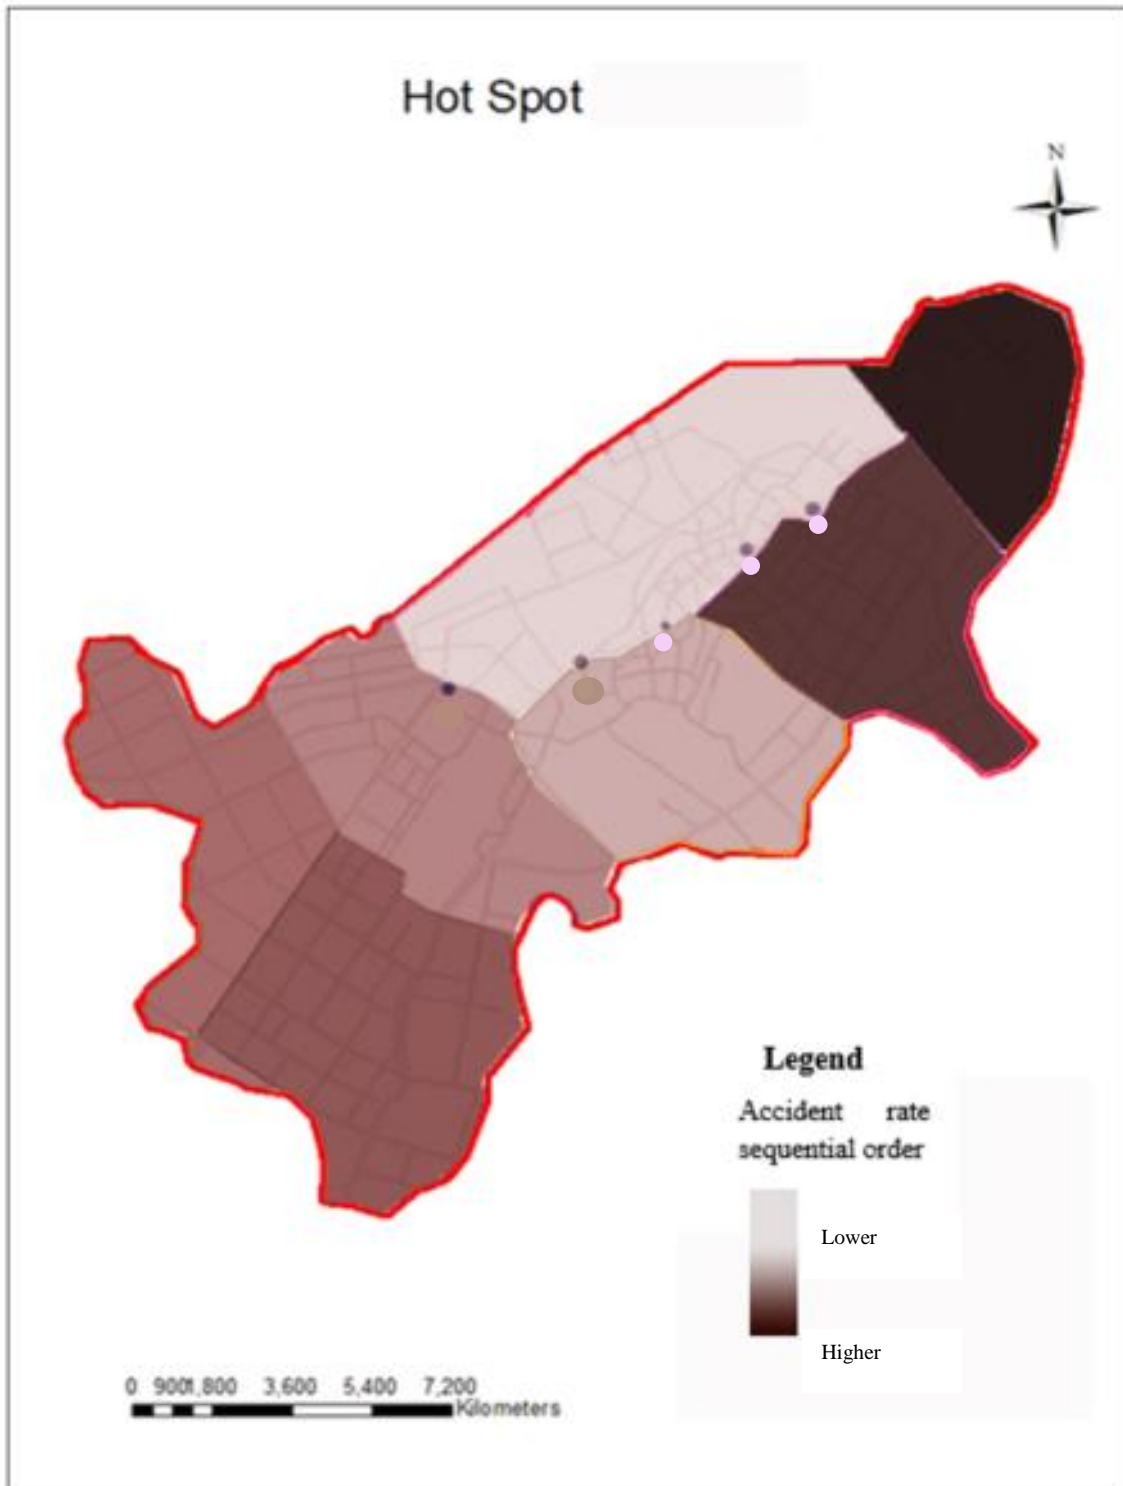 Hot Spot
N
Legend
Accident rate
sequential order
Lower
Higher
0 9001,800 3,600 5,400 7,200
Kilometers